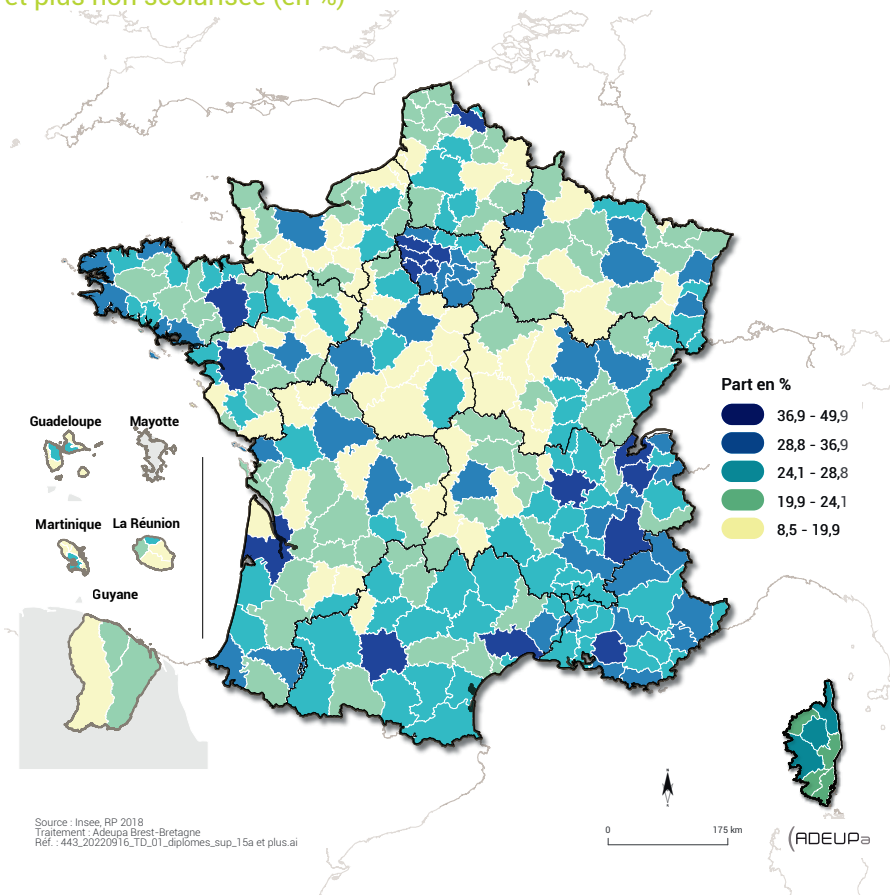 et plus non scolarisée (en %)
Part en %
36,9 - 49,9
28,8 - 36,9
24,1 - 28,8
19,9 - 24,1
8,5 - 19,9
Guadeloupe
Mayotte
Martinique
La Réunion
Guyane
Source : Insee, RP 2018
Traitement : Adeupa Brest-Bretagne
Réf. : 443_20220916_TD_01_diplomes_sup_15a et plus.ai
0
175 km
ADEUPa